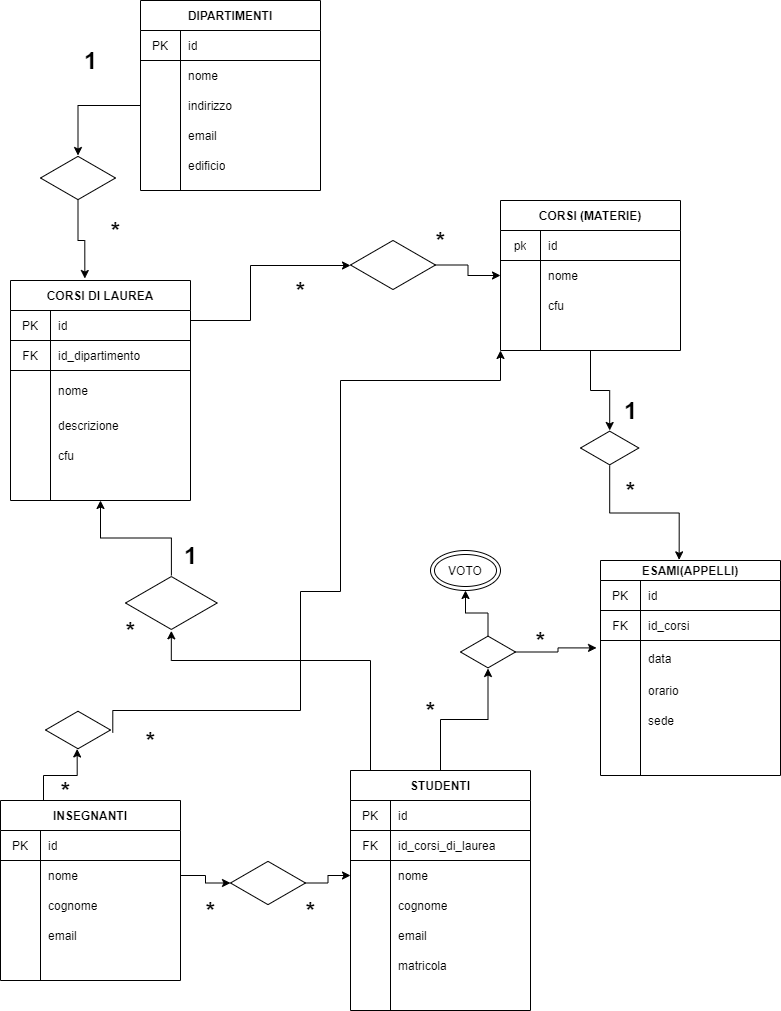 DIPARTIMENTI
PK id
nome
indirizzo
email
edificio
1
*
CORSI DI LAUREA
PK id
FK id_dipartimento
nome
descrizione
cfu
*
*
CORSI (MATERIE)
pk id
nome
cfu
1
*
1
*
VOTO
*
*
ESAMI(APPELLI)
PK id
FK id_corsi
data
orario
sede
*
*
INSEGNANTI
PK id
nome
cognome
email
*
*
STUDENTI
PK id
FK id_corsi_di_laurea
nome
cognome
email
matricola